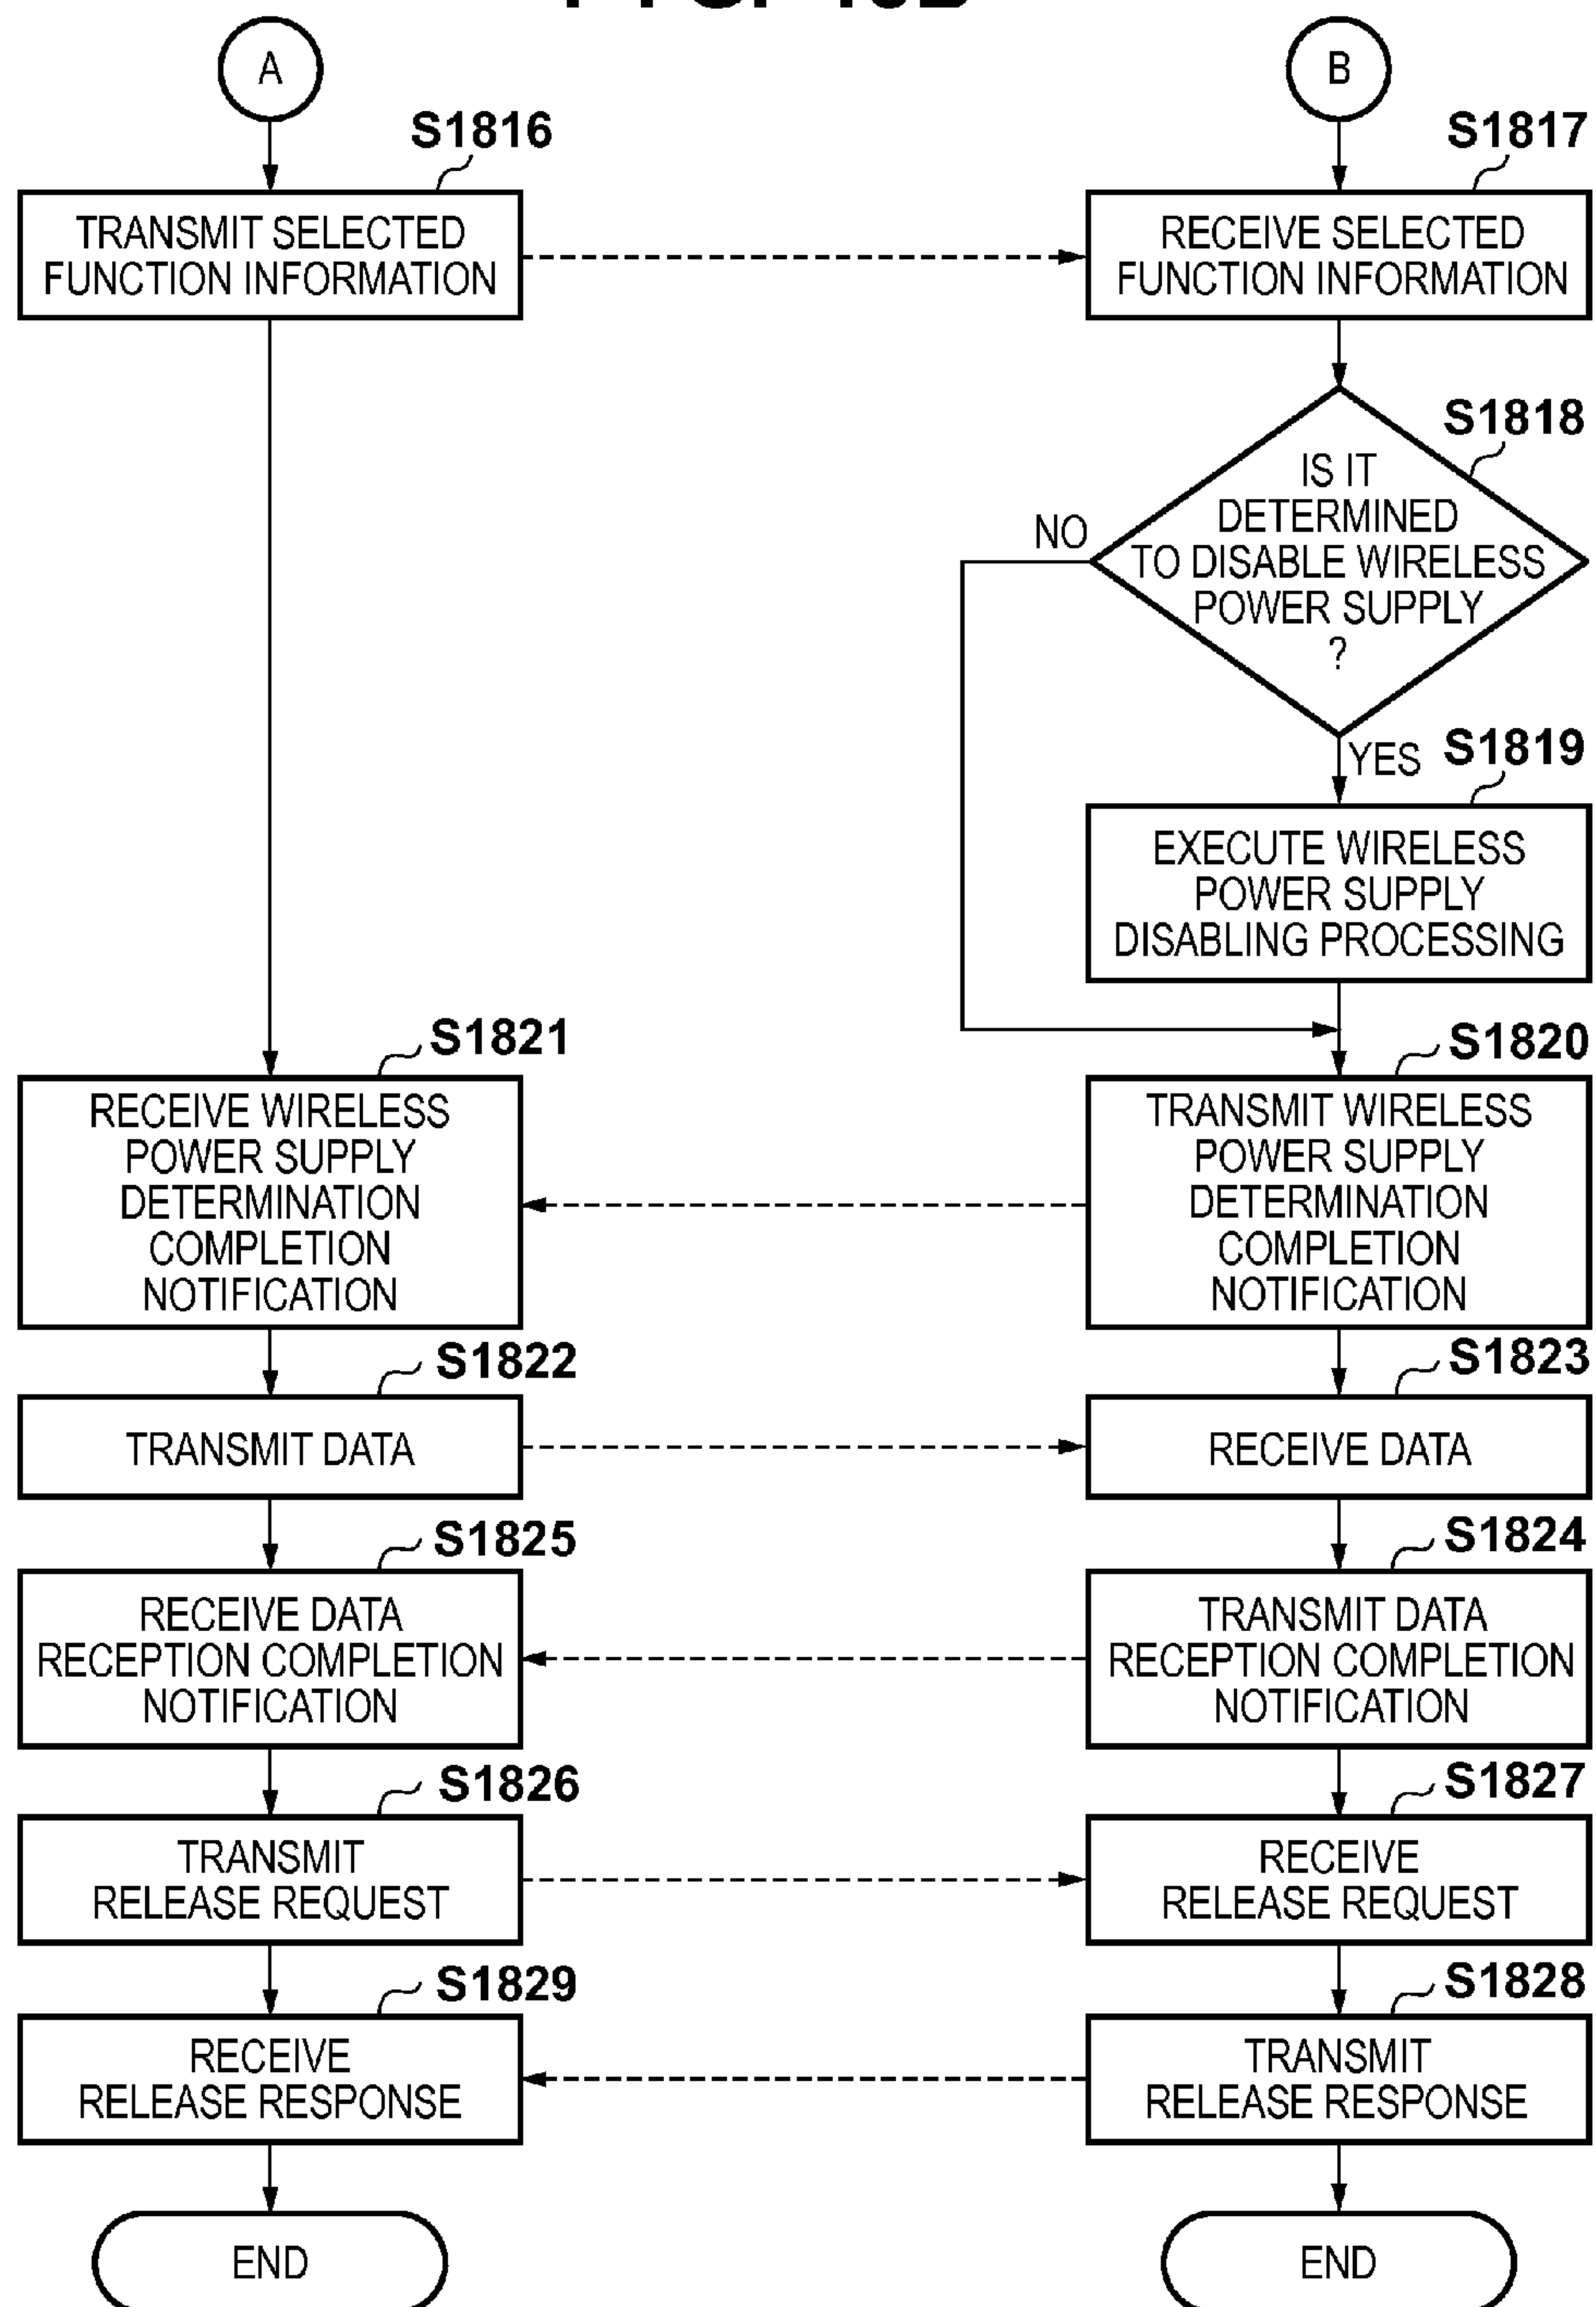 A
B
S1816
S1817
TRANSMIT SELECTED
FUNCTION INFORMATION
RECEIVE SELECTED
FUNCTION INFORMATION
S1818
IS IT
DETERMINED
TO DISABLE WIRELESS
POWER SUPPLY
?
NO
YES
S1819
EXECUTE WIRELESS
POWER SUPPLY
DISABLING PROCESSING
S1821
S1820
RECEIVE WIRELESS
POWER SUPPLY
DETERMINATION
COMPLETION
NOTIFICATION
TRANSMIT WIRELESS
POWER SUPPLY
DETERMINATION
COMPLETION
NOTIFICATION
S1822
S1823
TRANSMIT DATA
RECEIVE DATA
S1825
S1824
RECEIVE DATA
RECEPTION COMPLETION
NOTIFICATION
TRANSMIT DATA
RECEPTION COMPLETION
NOTIFICATION
S1826
S1827
TRANSMIT
RELEASE REQUEST
RECEIVE
RELEASE REQUEST
S1829
S1828
RECEIVE
RELEASE RESPONSE
TRANSMIT
RELEASE RESPONSE
END
END